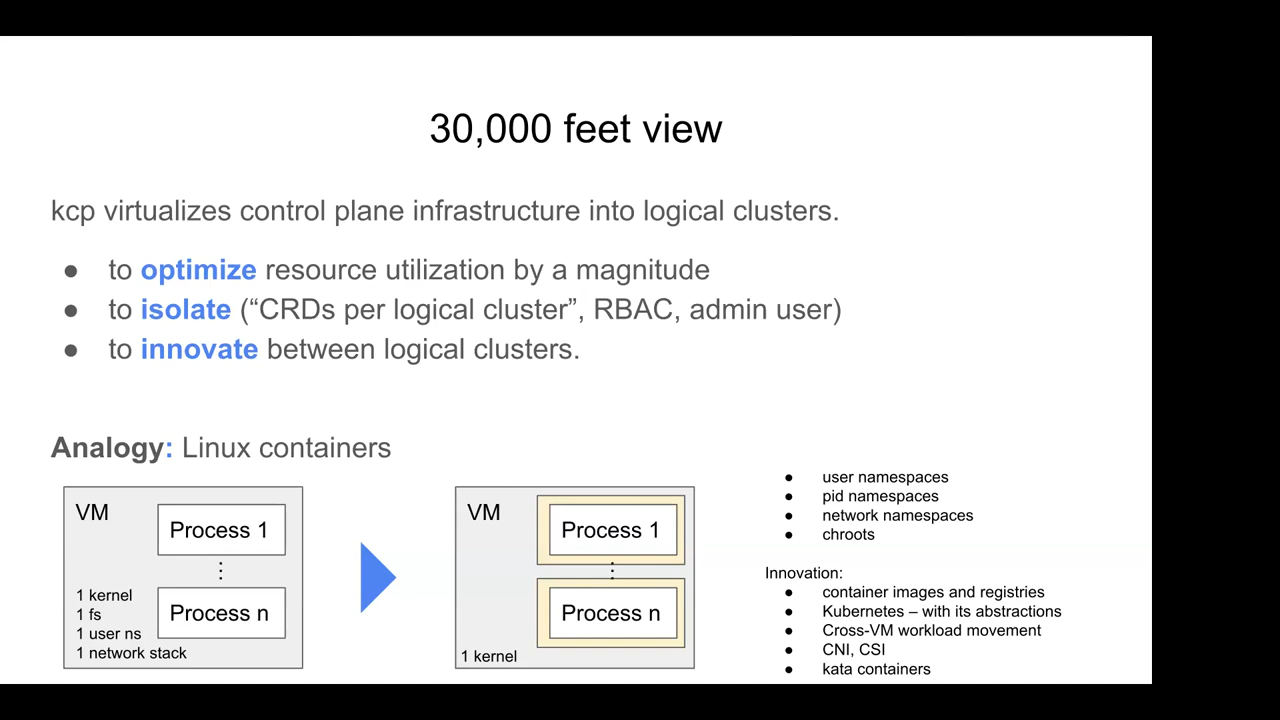 30,000 feet view
kcp virtualizes control plane infrastructure into logical clusters.
● to optimize resource utilization by a magnitude
● to isolate (“CRDs per logical cluster”, RBAC, admin user)
● to innovate between logical clusters.
Analogy: Linux containers
VM
Process 1
⋮
Process n
1 kernel
1 fs
1 user ns
1 network stack
VM
Process 1
⋮
Process n
1 kernel
● user namespaces
● pid namespaces
● network namespaces
● chroots
Innovation:
● container images and registries
● Kubernetes – with its abstractions
● Cross-VM workload movement
● CNI, CSI
● kata containers